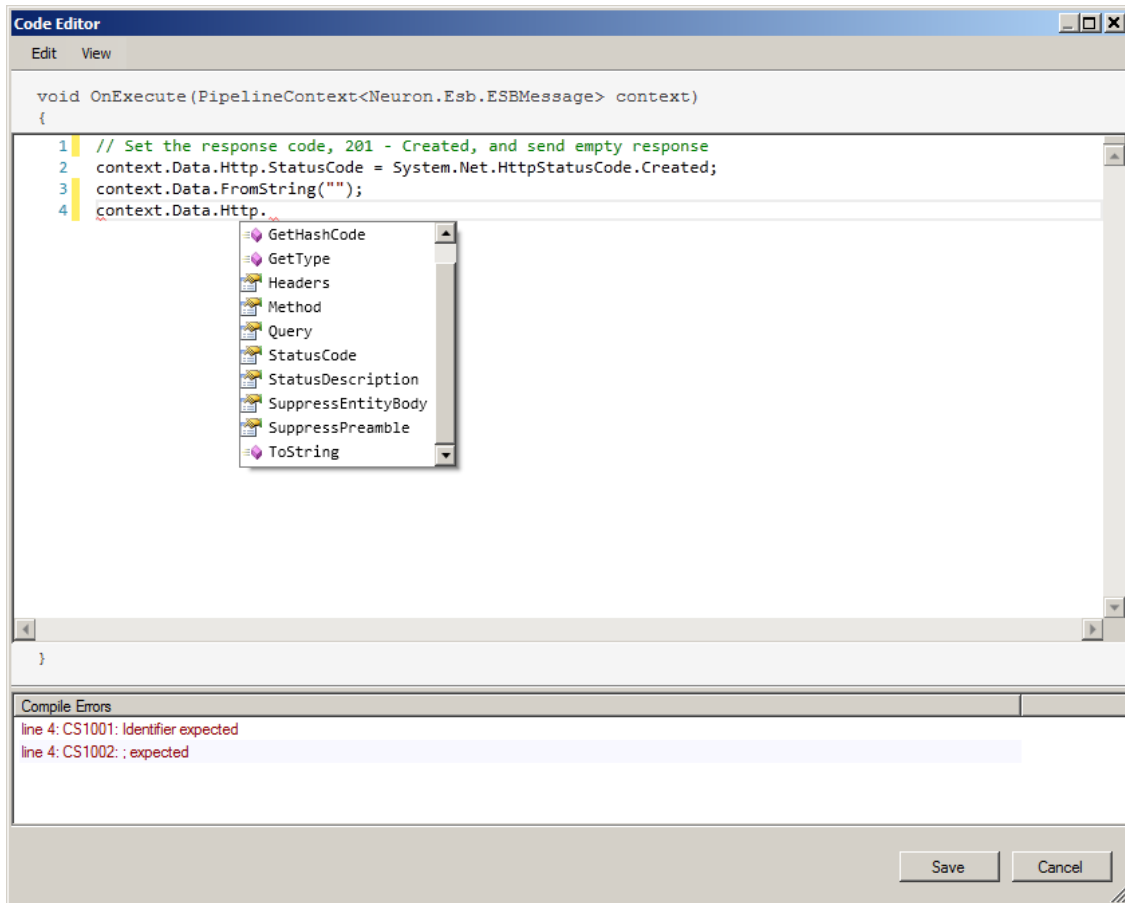 Code Editor
Edit View
void OnExecute(PipelineContext<Neuron.Esb.ESBMessage> context)
{
1 // Set the response code, 201 - Created, and send empty response
2 context.Data.Http.StatusCode = System.Net.HttpStatusCode.Created;
3 context.Data.FromString("");
4 context.Data.Http.
GetHashCode
GetType
Headers
Method
Query
StatusCode
StatusDescription
SuppressEntityBody
SuppressPreamble
ToString
}
Compile Errors
line 4: CS1001: Identifier expected
line 4: CS1002: ; expected
Save Cancel